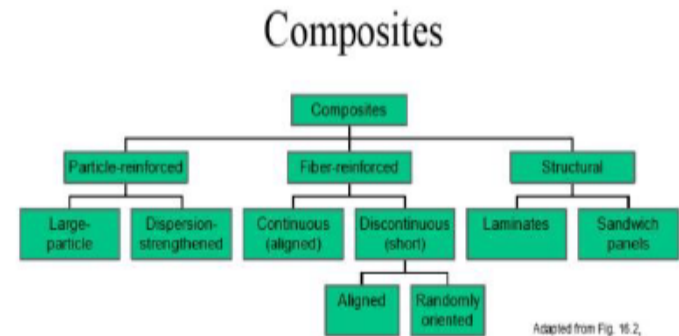 Composites
Composites
Particle-reinforced
Fiber-reinforced
Structural
Large-
particle
Dispersion-
strengthened
Continuous
(aligned)
Discontinuous
(short)
Laminates
Sandwich
panels
Aligned
Randomly
oriented
Adapted from Fig. 16.2,